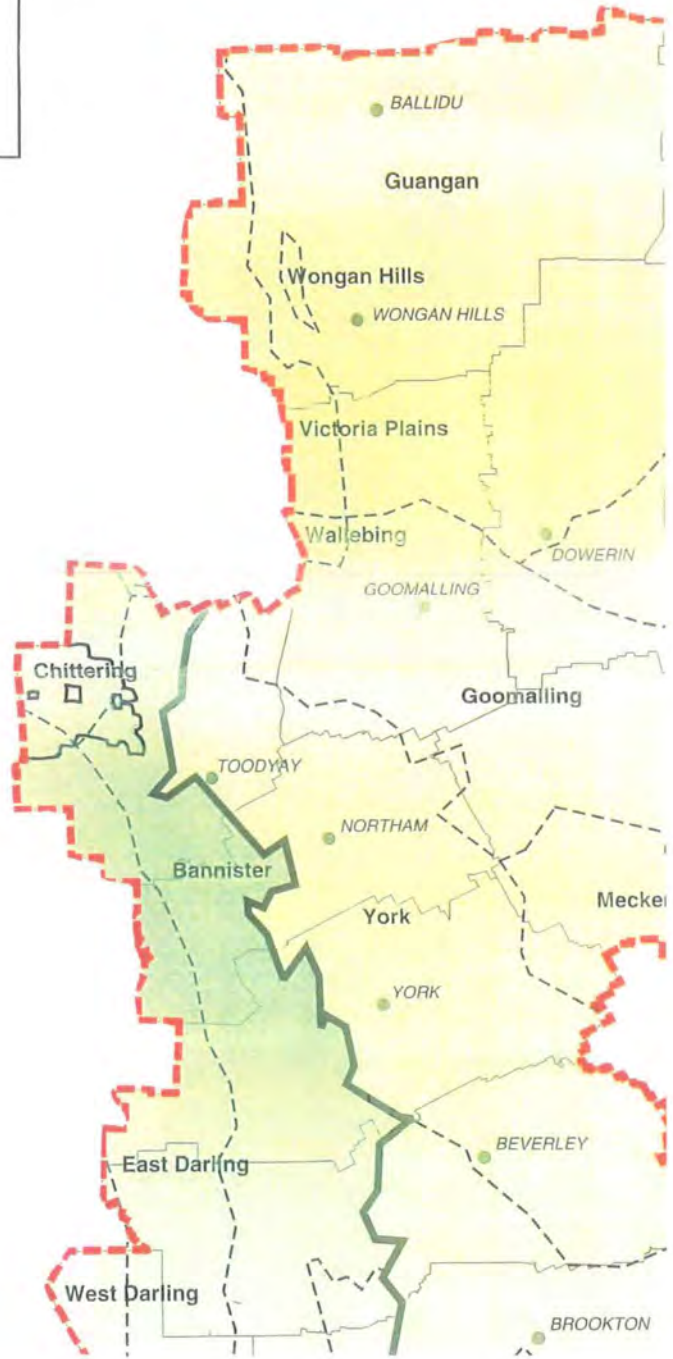 BALLIDU
Guangan
Wongan Hills
WONGAN HILLS
Victoria Plains
Wallebing
DOWERIN
GOOMALLING
Chittering
Goomalling
TOODYAY
NORTHAM
Bannister
Mecker
York
YORK
BEVERLEY
East Darling
West Darling
BROOKTON